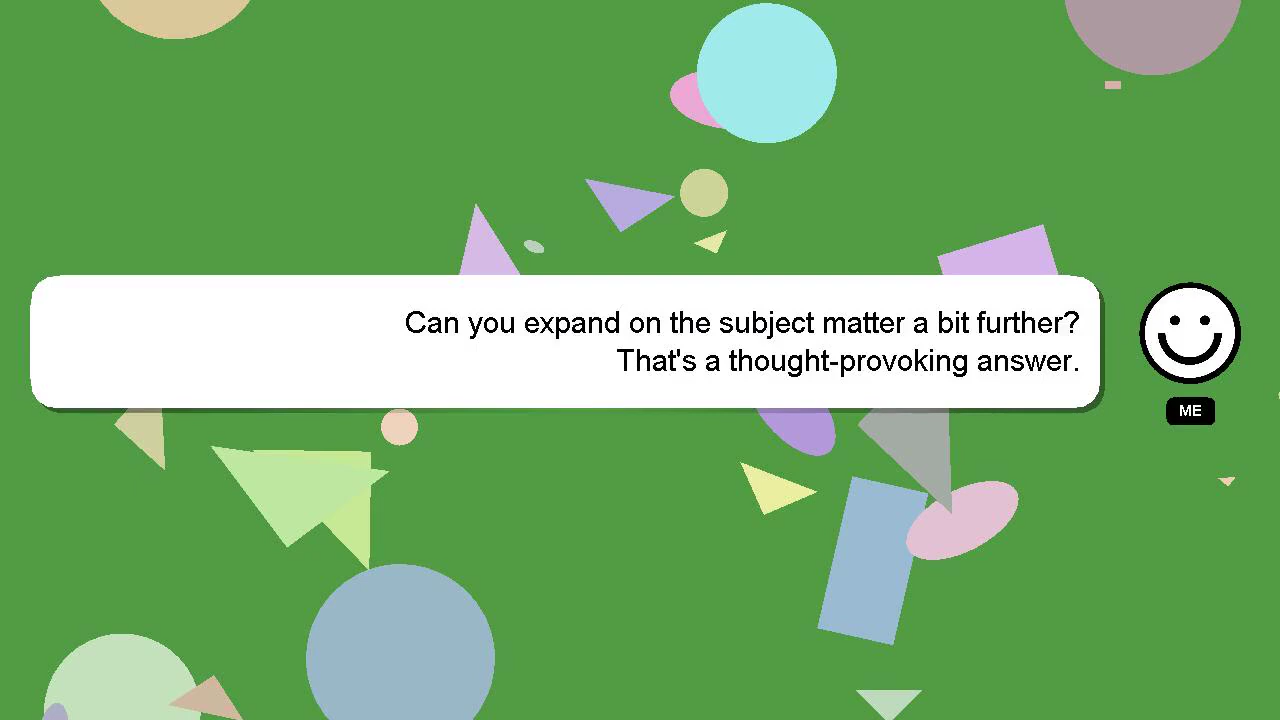 Can you expand on the subject matter a bit further?
That's a thought-provoking answer.
ME